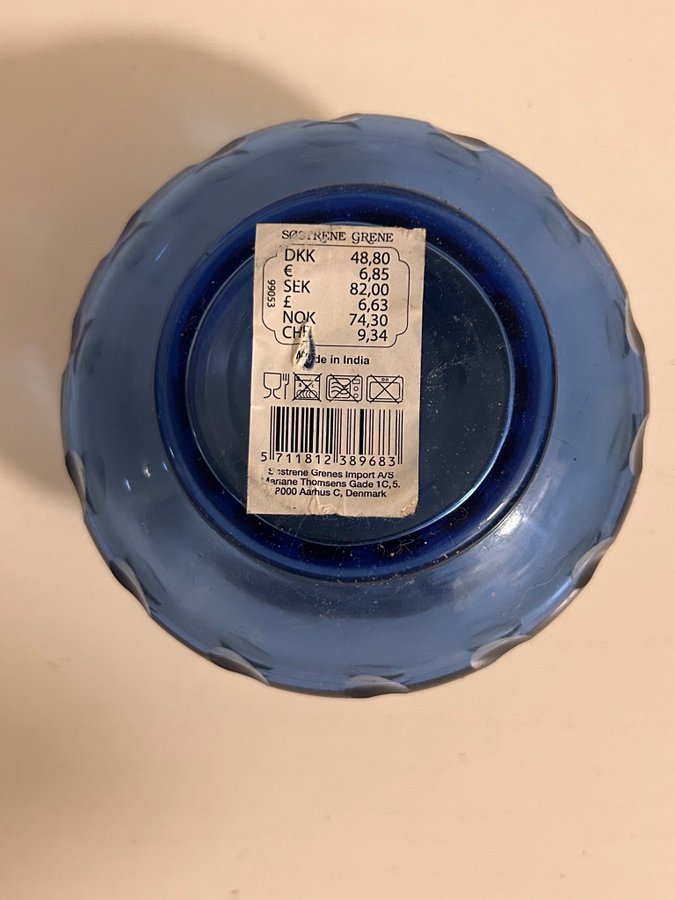 SØSTRENE GRENE
DKK 48,80
€ 6,85
SEK 82,00
£ 6,63
NOK 74,30
CHF 9,34
99053
Made in India
5 711812 389683
Søstrene Grenes Import A/S
Mariane Thomsens Gade 1C, 5.
8000 Aarhus C, Denmark